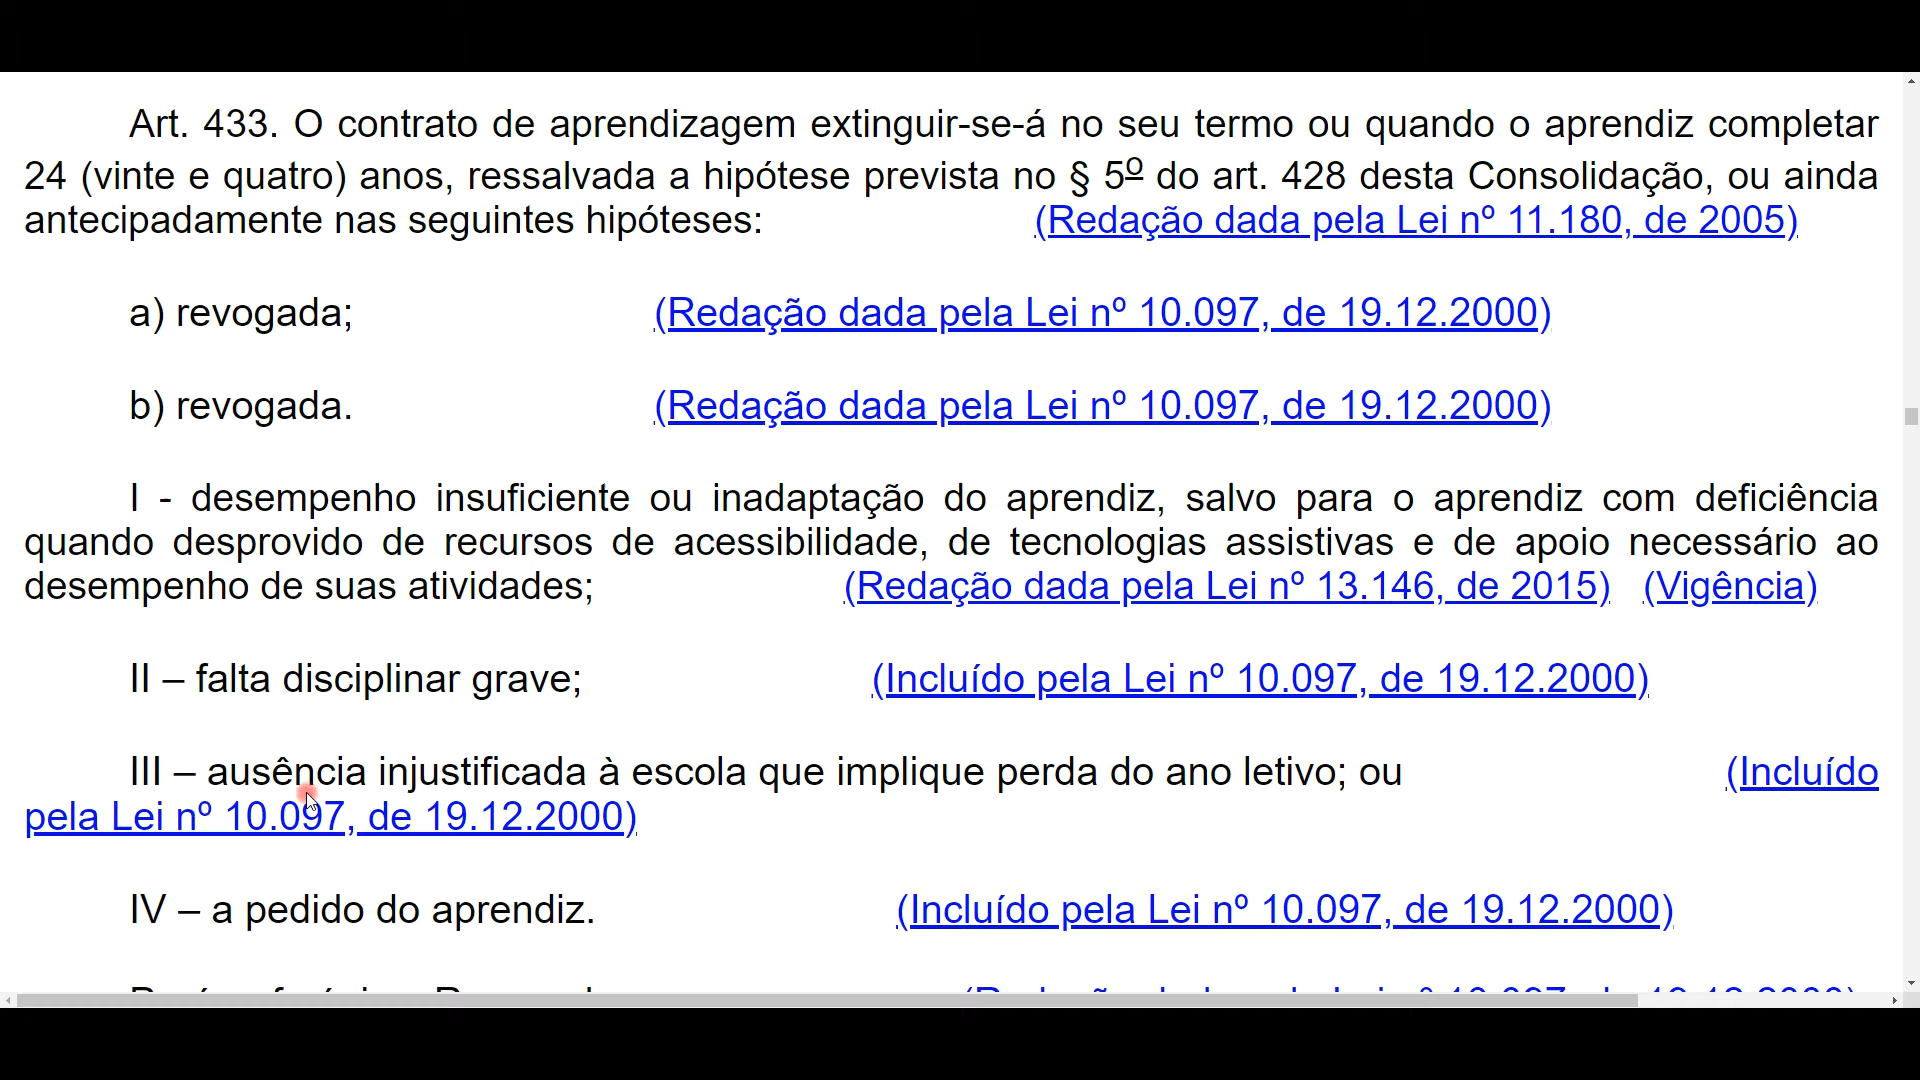 Art. 433. O contrato de aprendizagem extinguir-se-á no seu termo ou quando o aprendiz completar
24 (vinte e quatro) anos, ressalvada a hipótese prevista no § 5º do art. 428 desta Consolidação, ou ainda
antecipadamente nas seguintes hipóteses: (Redação dada pela Lei nº 11.180, de 2005)
a) revogada; (Redação dada pela Lei nº 10.097, de 19.12.2000)
b) revogada. (Redação dada pela Lei nº 10.097, de 19.12.2000)
I - desempenho insuficiente ou inadaptação do aprendiz, salvo para o aprendiz com deficiência
quando desprovido de recursos de acessibilidade, de tecnologias assistivas e de apoio necessário ao
desempenho de suas atividades; (Redação dada pela Lei nº 13.146, de 2015) (Vigência)
II – falta disciplinar grave; (Incluído pela Lei nº 10.097, de 19.12.2000)
III – ausência injustificada à escola que implique perda do ano letivo; ou (Incluído
pela Lei nº 10.097, de 19.12.2000)
IV – a pedido do aprendiz. (Incluído pela Lei nº 10.097, de 19.12.2000)